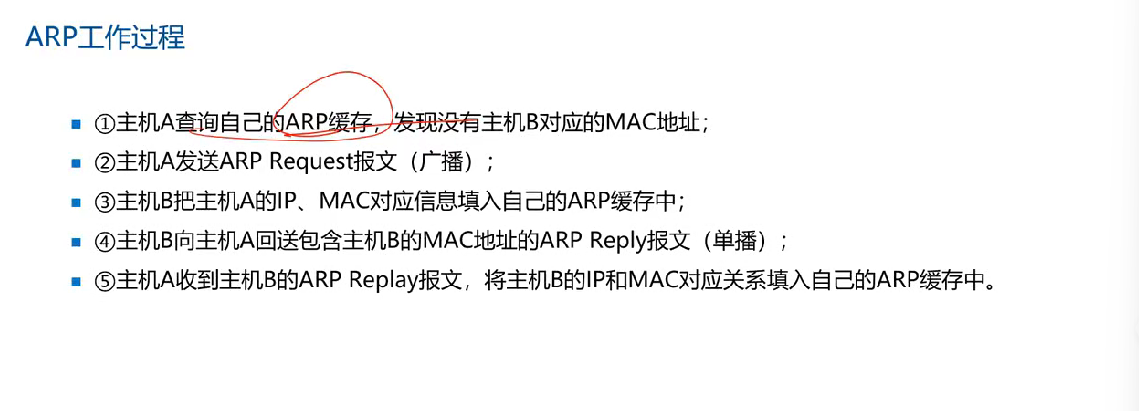 ARP工作过程
①主机A查询自己的ARP缓存，发现没有主机B对应的MAC地址；
②主机A发送ARP Request报文（广播）；
③主机B把主机A的IP、MAC对应信息填入自己的ARP缓存中；
④主机B向主机A回送包含主机B的MAC地址的ARP Reply报文（单播）；
⑤主机A收到主机B的ARP Replay报文，将主机B的IP和MAC对应关系填入自己的ARP缓存中。